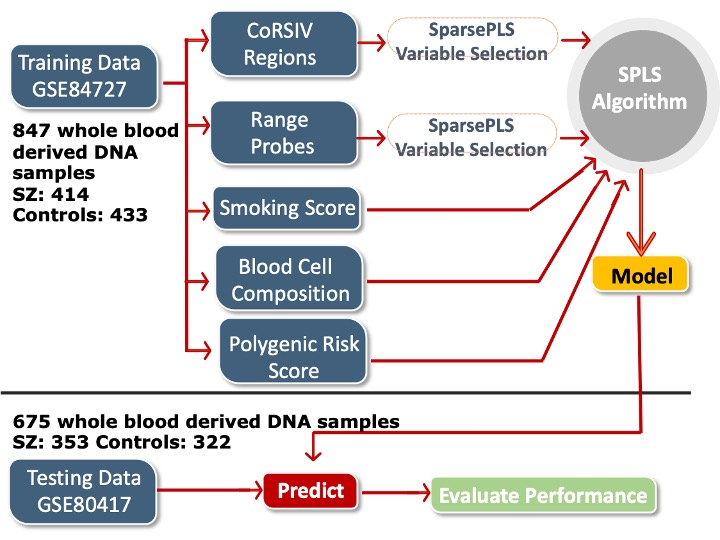 Training Data
GSE84727
847 whole blood
derived DNA
samples
SZ: 414
Controls: 433
CoRSIV
Regions
SparsePLS
Variable Selection
Range
Probes
SparsePLS
Variable Selection
Smoking Score
Blood Cell
Composition
Polygenic Risk
Score
SPLS
Algorithm
Model
675 whole blood derived DNA samples
SZ: 353 Controls: 322
Testing Data
GSE80417
Predict
Evaluate Performance